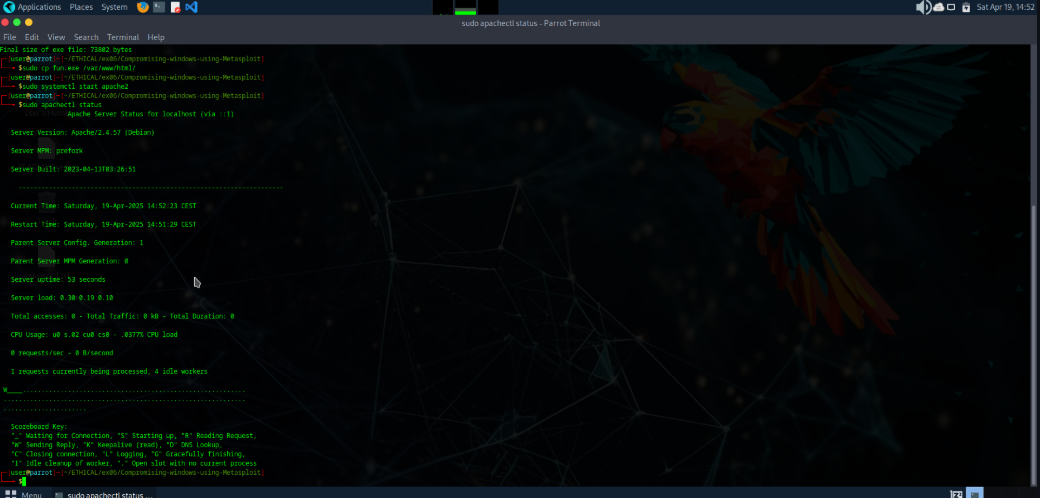 Applications Places System Sat Apr 19, 14:52
sudo apachectl status - Parrot Terminal
File Edit View Search Terminal Help
Final size of exe file: 73802 bytes
[user@parrot]-[~/ETHICAL/ex06/Compromising-windows-using-Metasploit]
$sudo cp fun.exe /var/www/html/
[user@parrot]-[~/ETHICAL/ex06/Compromising-windows-using-Metasploit]
$sudo systemctl start apache2
[user@parrot]-[~/ETHICAL/ex06/Compromising-windows-using-Metasploit]
$sudo apachectl status
Apache Server Status for localhost (via ::1)
Server Version: Apache/2.4.57 (Debian)
Server MPM: prefork
Server Built: 2023-04-13T03:26:51
-------------------------------------------------------------------
Current Time: Saturday, 19-Apr-2025 14:52:23 CEST
Restart Time: Saturday, 19-Apr-2025 14:51:29 CEST
Parent Server Config. Generation: 1
Parent Server MPM Generation: 0
Server uptime: 53 seconds
Server load: 0.30 0.19 0.10
Total accesses: 0 - Total Traffic: 0 kB - Total Duration: 0
CPU Usage: u0 s.02 cu0 cs0 - .0377% CPU load
0 requests/sec - 0 B/second
1 requests currently being processed, 4 idle workers
W____...........................................................
................................................................
......................
Scoreboard Key:
"_" Waiting for Connection, "S" Starting up, "R" Reading Request,
"W" Sending Reply, "K" Keepalive (read), "D" DNS Lookup,
"C" Closing connection, "L" Logging, "G" Gracefully finishing,
"I" Idle cleanup of worker, "." Open slot with no current process
[user@parrot]-[~/ETHICAL/ex06/Compromising-windows-using-Metasploit]
$
Menu sudo apachectl status ...